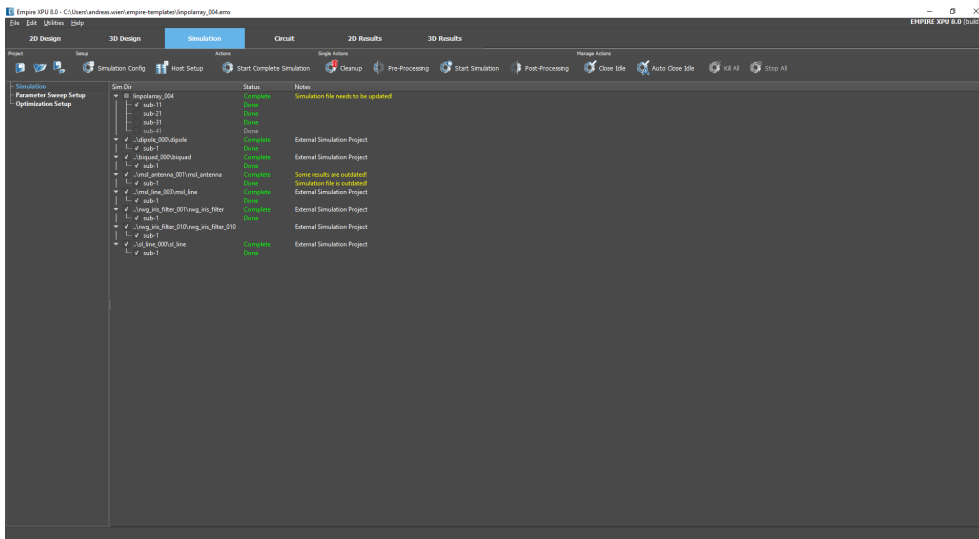 Empire XPU 8.0 - C:\Users\andreas.wien\empire-templates\linpolarray_004.emx
File Edit Utilities Help
EMPIRE XPU 8.0 (build
2D Design 3D Design Simulation Circuit 2D Results 3D Results
Project Setup Actions Single Actions Manage Actions
Simulation Config Host Setup Start Complete Simulation Cleanup Pre-Processing Start Simulation Post-Processing Close Idle Auto Close Idle Kill All Stop All
Simulation
Parameter Sweep Setup
Optimization Setup
Sim Dir Status Notes
linpolarray_004 Complete Simulation file needs to be updated!
sub-11 Done
sub-21 Done
sub-31 Done
sub-41 Done
..\dipole_000\dipole Complete External Simulation Project
sub-1 Done
..\biquad_000\biquad Complete External Simulation Project
sub-1 Done
..\msl_antenna_001\msl_antenna Complete Some results are outdated!
sub-1 Done Simulation file is outdated!
..\msl_line_003\msl_line Complete External Simulation Project
sub-1 Done
..\rwg_iris_filter_001\rwg_iris_filter Complete External Simulation Project
sub-1 Done
..\rwg_iris_filter_010\rwg_iris_filter_010 External Simulation Project
sub-1
..\sl_line_000\sl_line Complete External Simulation Project
sub-1 Done